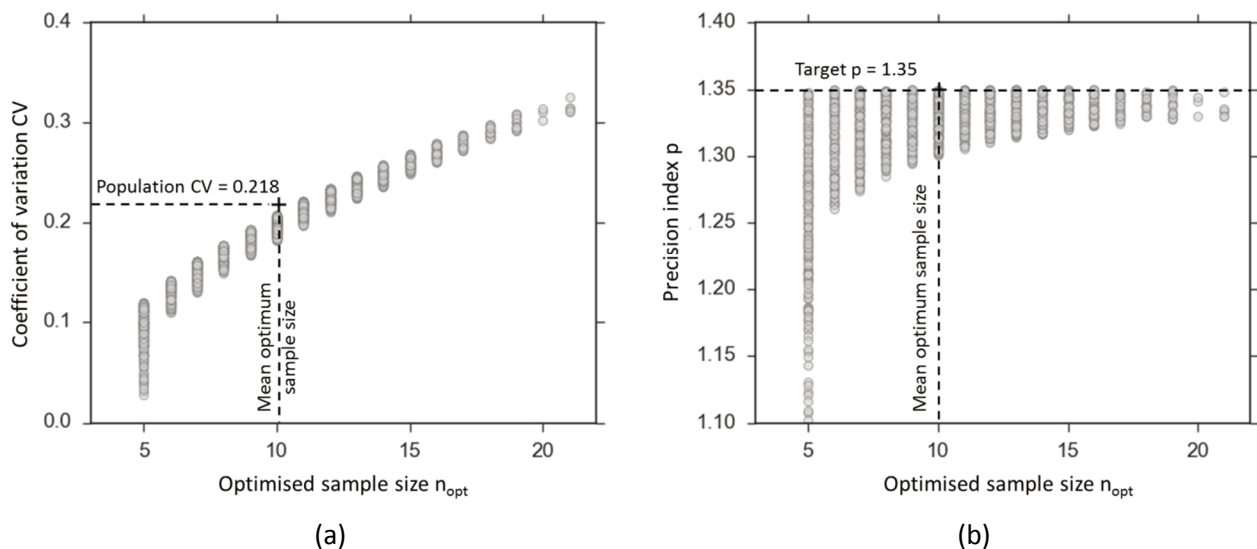 0.4
0.3
0.2
0.1
0.0
Coefficient of variation CV
Population CV = 0.218
Mean optimum
sample size
5
10
15
20
Optimised sample size nopt
(a)
1.40
1.35
1.30
1.25
1.20
1.15
1.10
Precision index p
Target p = 1.35
Mean optimum sample size
5
10
15
20
Optimised sample size nopt
(b)